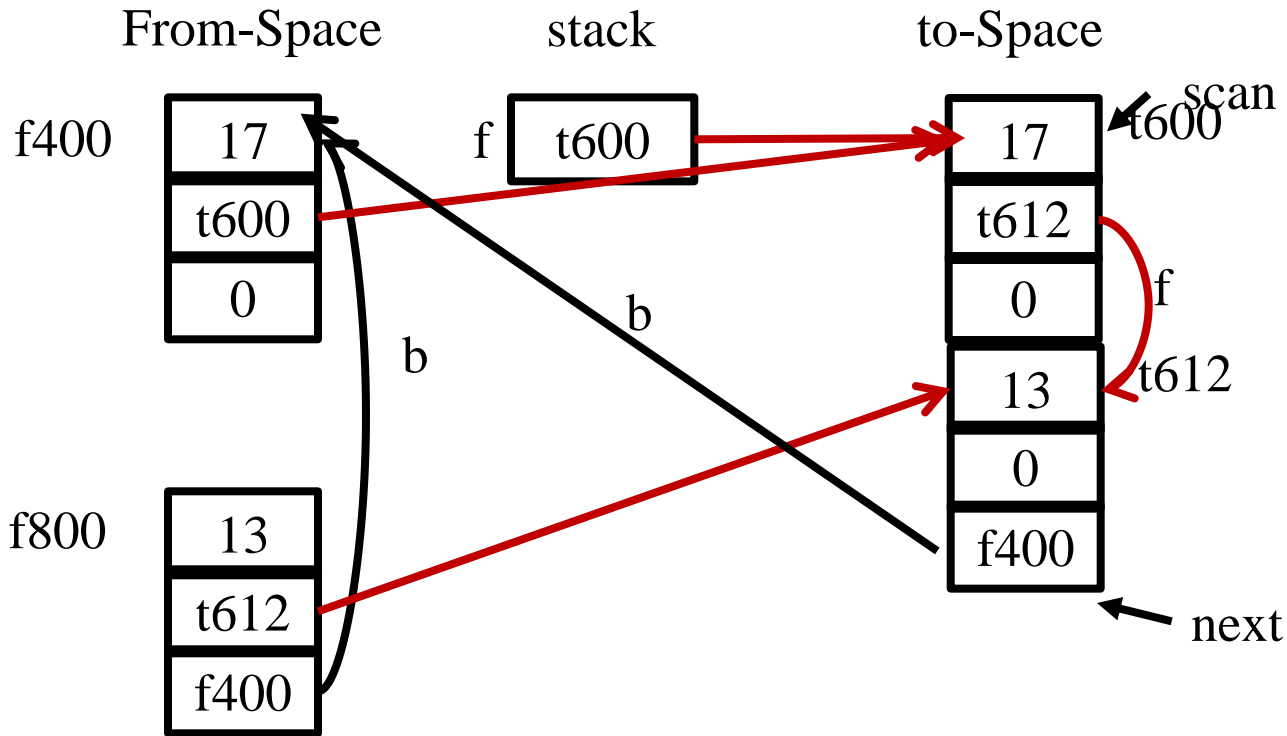 From-Space
stack
to-Space
f400
17
t600
0
f
t600
17
scan
t600
t612
0
f
b
b
13
t612
0
f400
f800
13
t612
f400
next